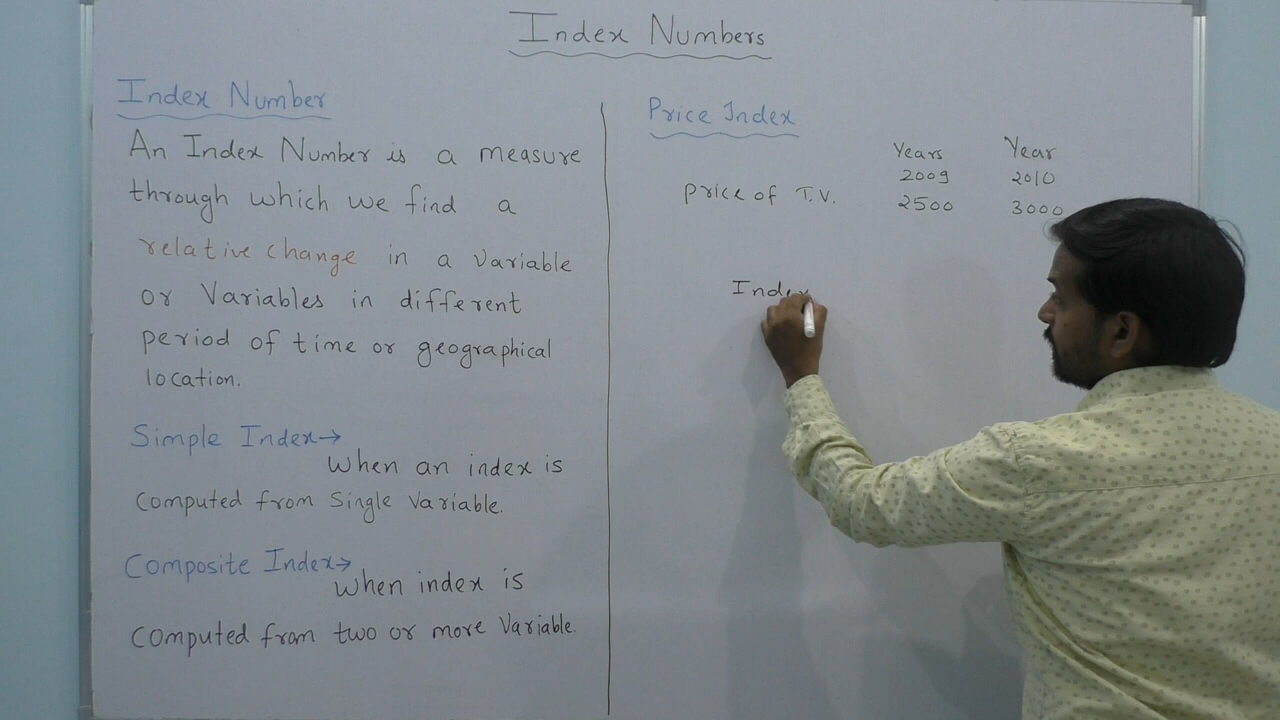 Index Numbers
Index Number
An Index Number is a measure
through which we find a
relative change in a variable
or Variables in different
period of time or geographical
location.
Simple Index→
When an index is
Computed from Single Variable.
Composite Index→
When index is
Computed from two or more Variable.
Price Index
Years Year
2009 2010
Price of T.V. 2500 3000
Index